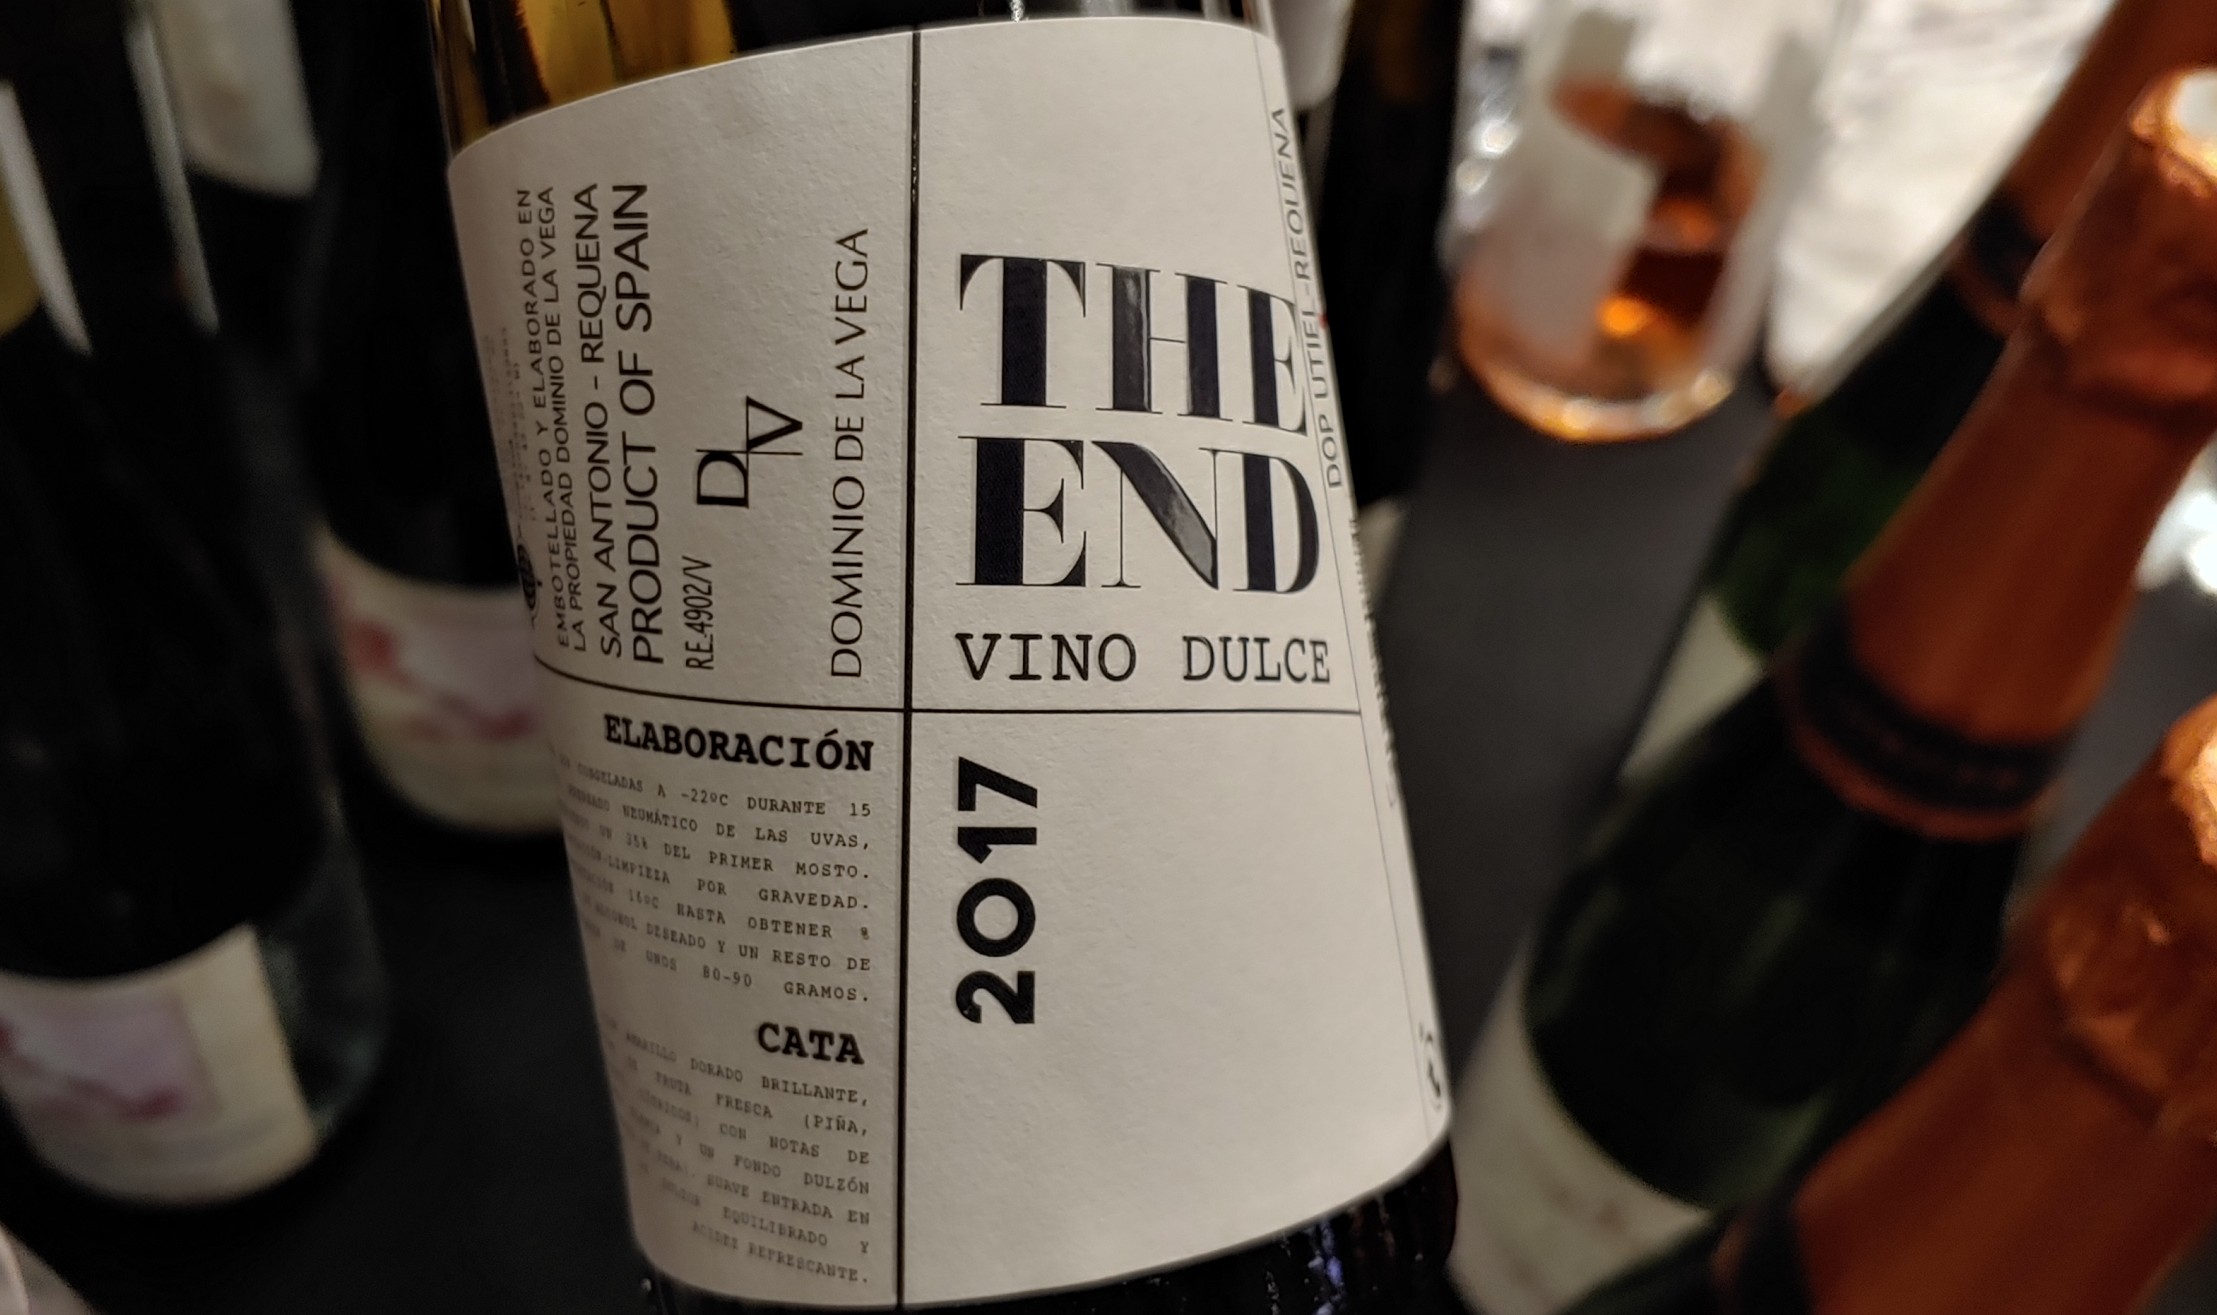 EMBOTELLADO Y ELABORADO EN
LA PROPIEDAD DOMINIO DE LA VEGA
SAN ANTONIO - REQUENA
PRODUCT OF SPAIN
RE.4902/V
DV
DOMINIO DE LA VEGA
THE
END
VINO DULCE
DOP UTIEL-REQUENA
2017
ELABORACIÓN
CONGELADAS A -22ºC DURANTE 15
NEUMÁTICO DE LAS UVAS,
UN 35% DEL PRIMER MOSTO.
LIMPIEZA POR GRAVEDAD.
16ºC HASTA OBTENER %
ALCOHOL DESEADO Y UN RESTO DE
DE UNOS 80-90 GRAMOS.
CATA
AMARILLO DORADO BRILLANTE,
DE FRUTA FRESCA (PIÑA,
CON NOTAS DE
Y UN FONDO DULZÓN
SUAVE ENTRADA EN
EQUILIBRADO Y
ACIDEZ REFRESCANTE.